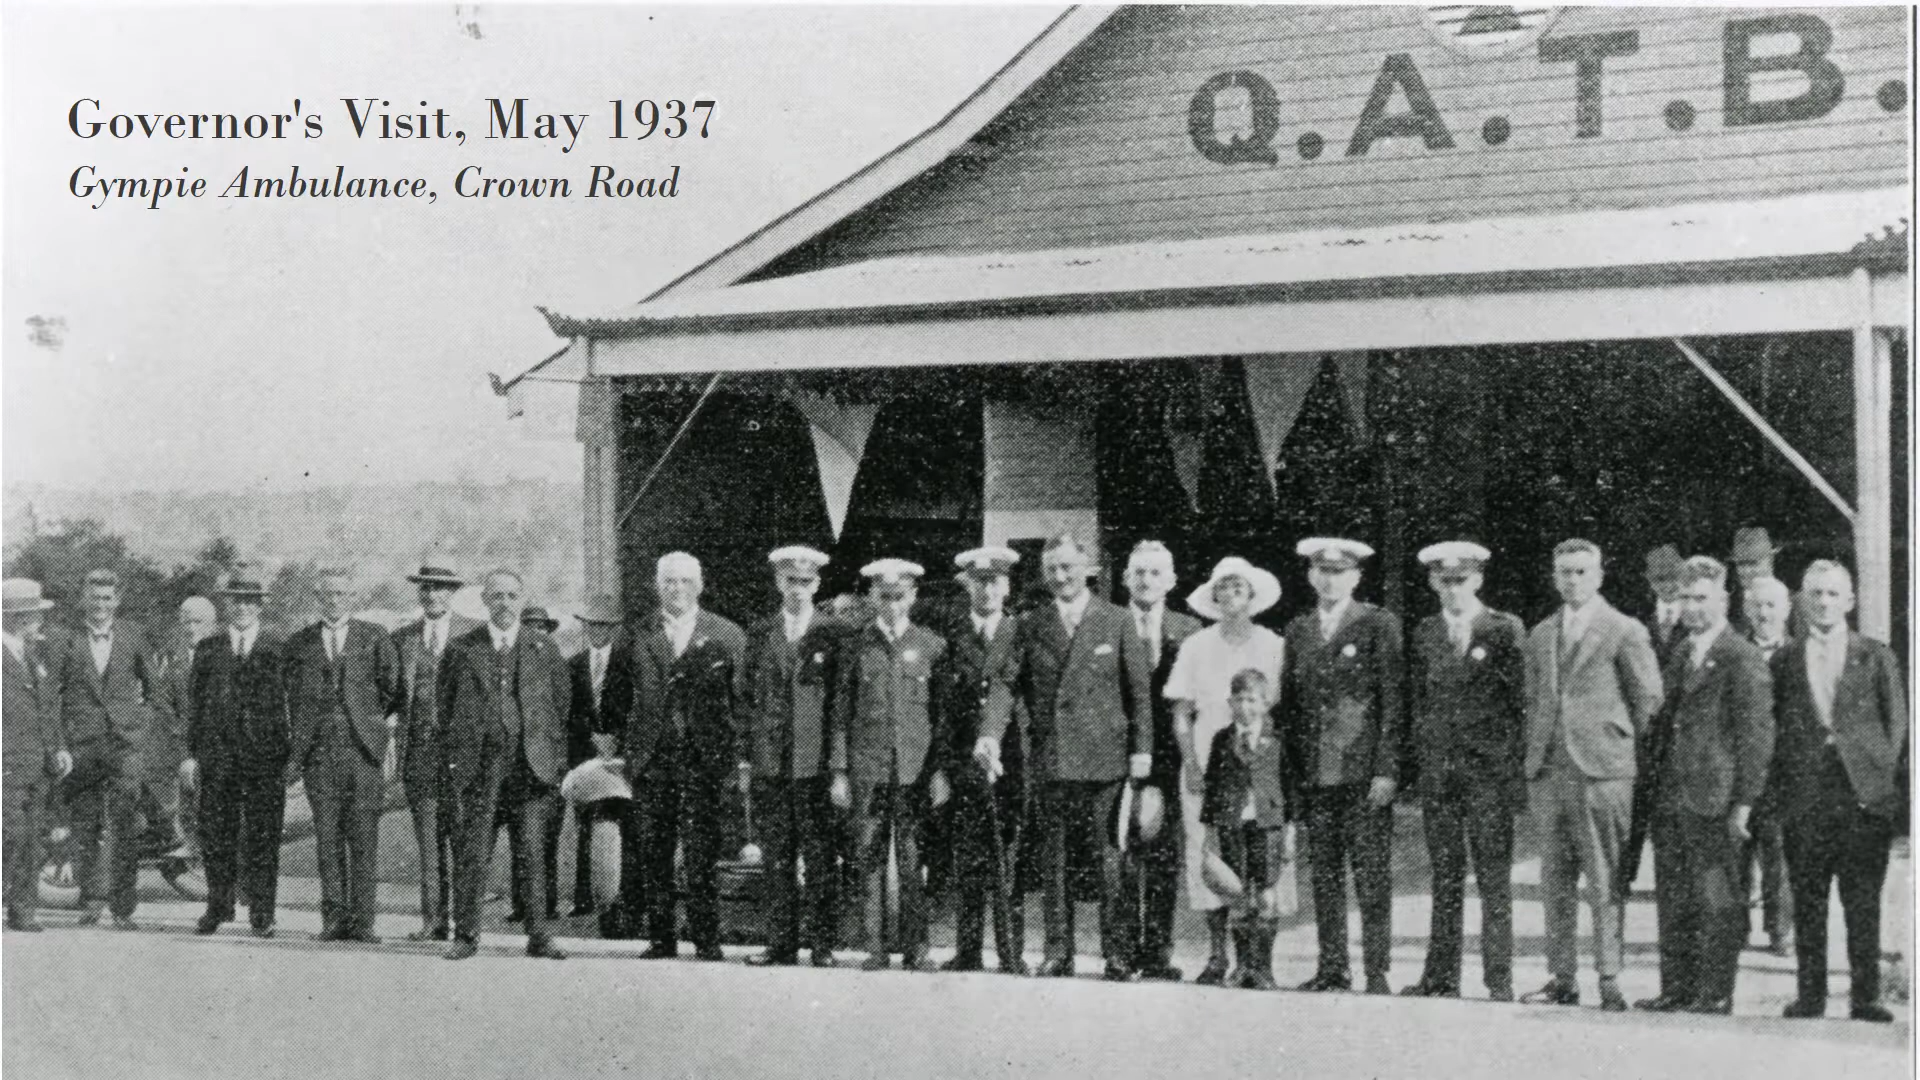 Governor's Visit, May 1937
Gympie Ambulance, Crown Road
Q.A.T.B.